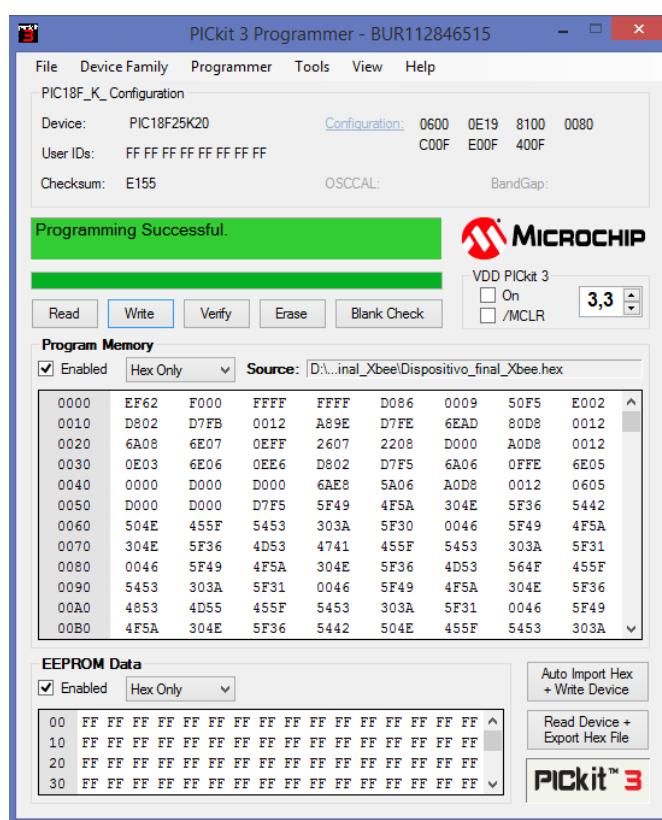 PICkit 3 Programmer - BUR112846515
File Device Family Programmer Tools View Help
PIC18F_K_ Configuration
Device: PIC18F25K20 Configuration: 0600 0E19 8100 0080
C00F E00F 400F
User IDs: FF FF FF FF FF FF FF FF
Checksum: E155 OSCCAL: BandGap:
Programming Successful.
MICROCHIP
VDD PICkit 3
On
/MCLR
3,3
Read Write Verify Erase Blank Check
Program Memory
Enabled Hex Only Source: D:\...inal_Xbee\Dispositivo_final_Xbee.hex
0000 EF62 F000 FFFF FFFF D086 0009 50F5 E002
0010 D802 D7FB 0012 A89E D7FE 6EAD 80D8 0012
0020 6A08 6E07 0EFF 2607 2208 D000 A0D8 0012
0030 0E03 6E06 0EE6 D802 D7F5 6A06 0FFE 6E05
0040 0000 D000 D000 6AE8 5A06 A0D8 0012 0605
0050 D000 D000 D7F5 5F49 4F5A 304E 5F36 5442
0060 504E 455F 5453 303A 5F30 0046 5F49 4F5A
0070 304E 5F36 4D53 4741 455F 5453 303A 5F31
0080 0046 5F49 4F5A 304E 5F36 4D53 564F 455F
0090 5453 303A 5F31 0046 5F49 4F5A 304E 5F36
00A0 4853 4D55 455F 5453 303A 5F31 0046 5F49
00B0 4F5A 304E 5F36 5442 504E 455F 5453 303A
EEPROM Data
Enabled Hex Only
00 FF FF FF FF FF FF FF FF FF FF FF FF FF FF FF FF
10 FF FF FF FF FF FF FF FF FF FF FF FF FF FF FF FF
20 FF FF FF FF FF FF FF FF FF FF FF FF FF FF FF FF
30 FF FF FF FF FF FF FF FF FF FF FF FF FF FF FF FF
Auto Import Hex
+ Write Device
Read Device +
Export Hex File
PICkit™ 3